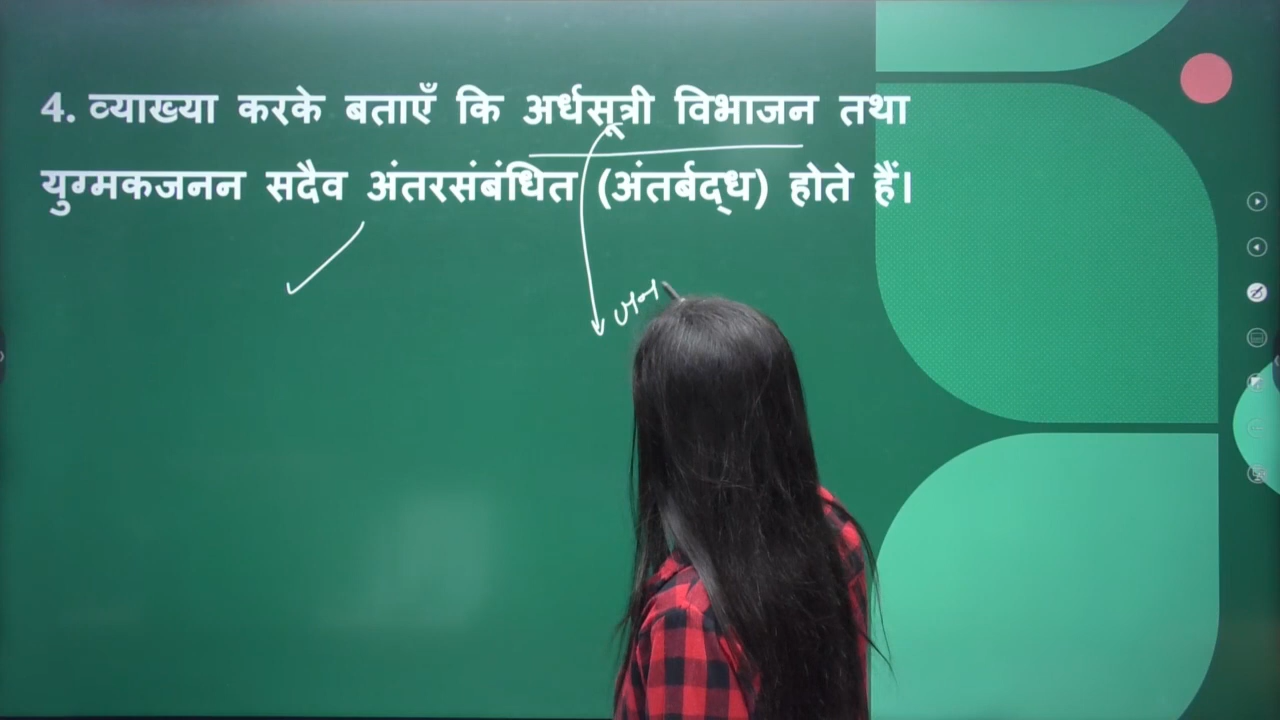 4. व्याख्या करके बताएँ कि अर्धसूत्री विभाजन तथा
युग्मकजनन सदैव अंतरसंबंधित (अंतर्बद्ध) होते हैं।